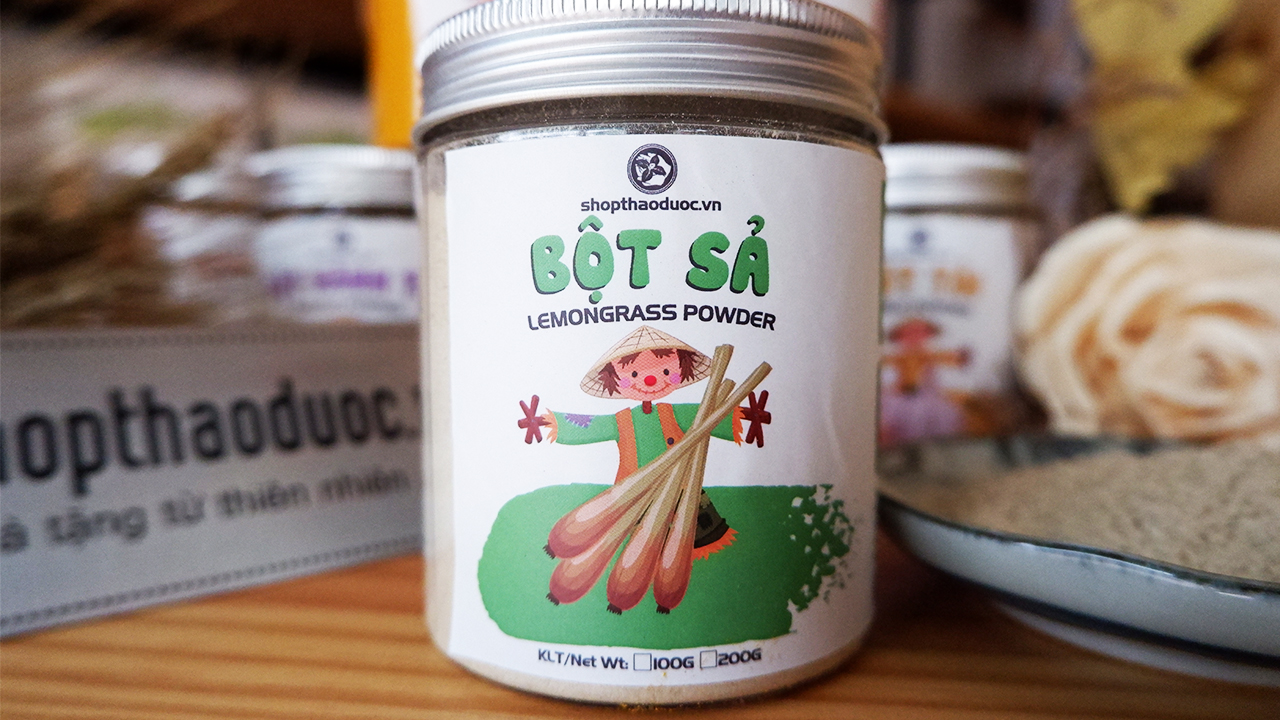 shopthaoduoc.vn
BỘT SẢ
LEMONGRASS POWDER
KLT/Net Wt: 100G 200G
hopthaoduoc.
à tặng từ thiên nhiên